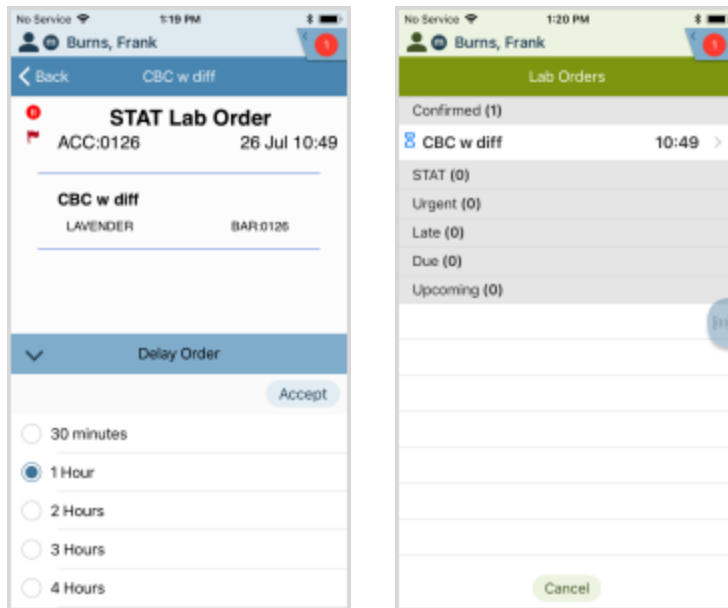 No Service 1:19 PM
Burns, Frank
1
Back CBC w diff
STAT Lab Order
ACC:0126 26 Jul 10:49
CBC w diff
LAVENDER BAR:0126
Delay Order
Accept
30 minutes
1 Hour
2 Hours
3 Hours
4 Hours
No Service 1:20 PM
Burns, Frank
1
Lab Orders
Confirmed (1)
CBC w diff 10:49
STAT (0)
Urgent (0)
Late (0)
Due (0)
Upcoming (0)
Cancel